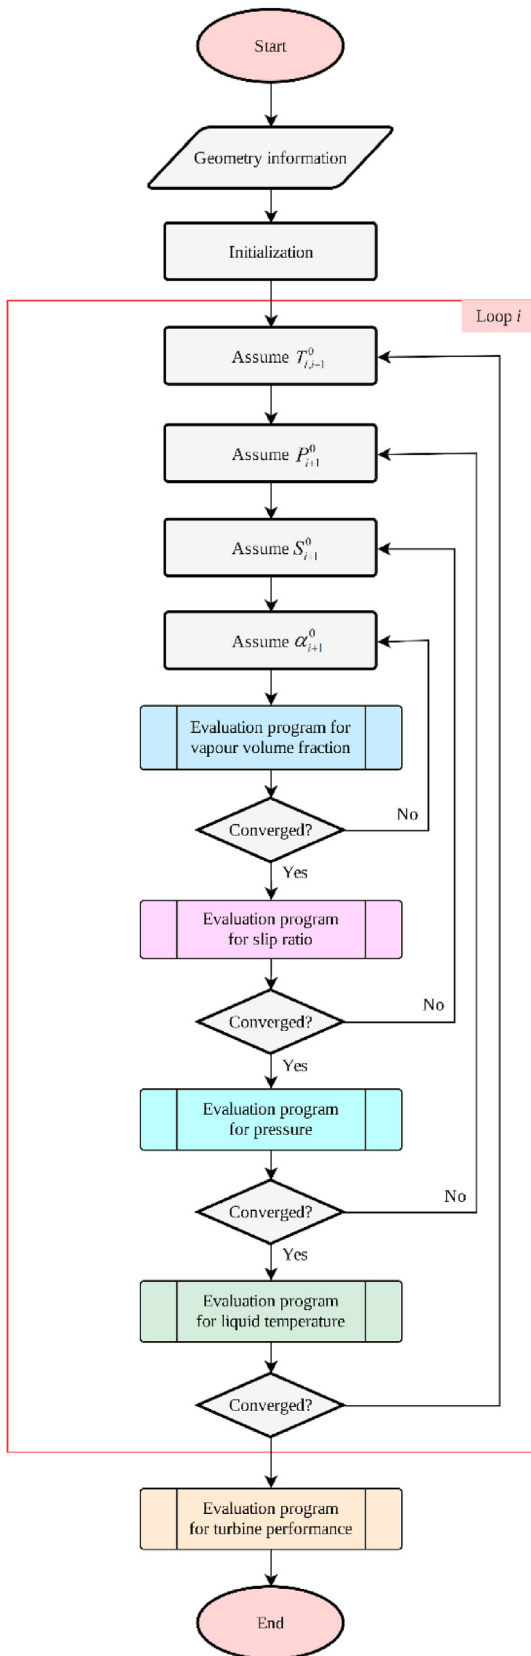 Start
Geometry information
Initialization
Loop i
Assume T⁰ᵢ,ᵢ₊₁
Assume P⁰ᵢ₊₁
Assume S⁰ᵢ₊₁
Assume α⁰ᵢ₊₁
Evaluation program for
vapour volume fraction
No
Converged?
Yes
Evaluation program
for slip ratio
No
Converged?
Yes
Evaluation program
for pressure
No
Converged?
Yes
Evaluation program
for liquid temperature
Converged?
Evaluation program
for turbine performance
End